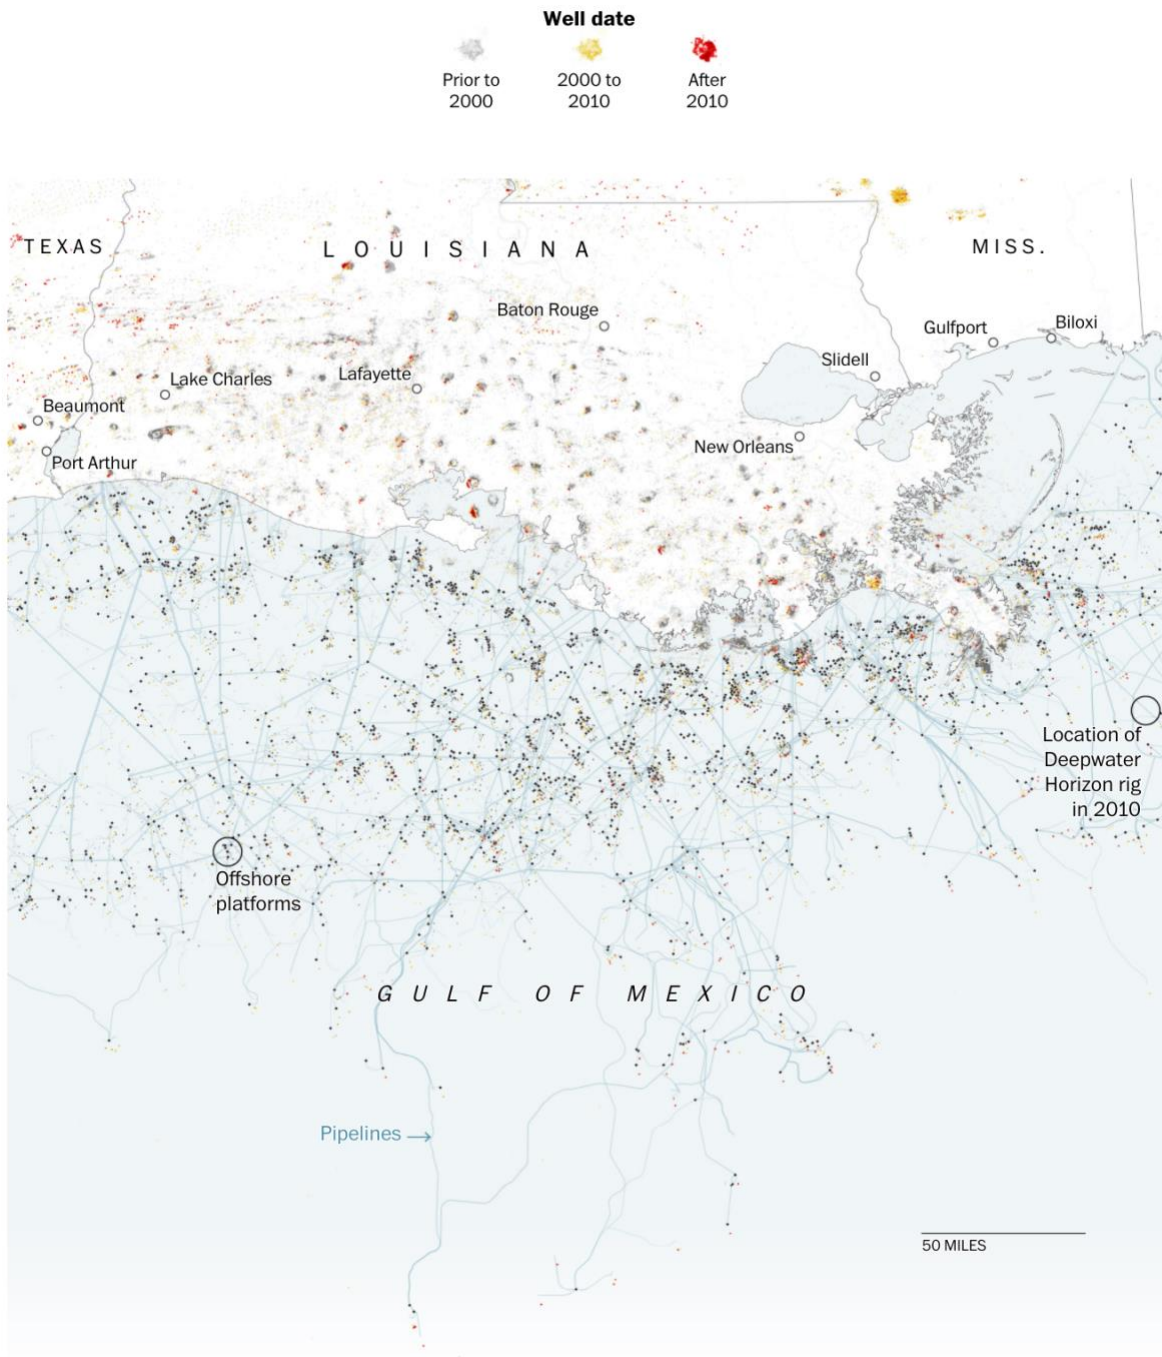 Well date
Prior to
2000
2000 to
2010
After
2010
TEXAS
LOUISIANA
MISS.
Baton Rouge
Gulfport
Biloxi
Slidell
Lake Charles
Lafayette
Beaumont
New Orleans
Port Arthur
Location of
Deepwater
Horizon rig
in 2010
Offshore
platforms
GULF OF MEXICO
Pipelines
50 MILES